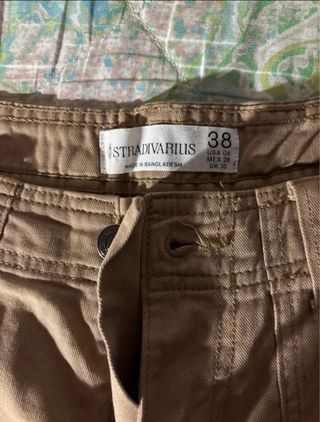 STRADIVARIUS
MADE IN BANGLADESH
38
USA 06
MEX 28
UK 10